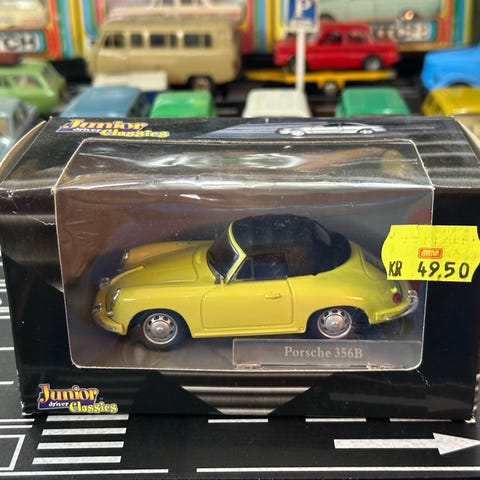 P
Junior
driver Classics
KR 49.50
Porsche 356B
Junior
driver Classics